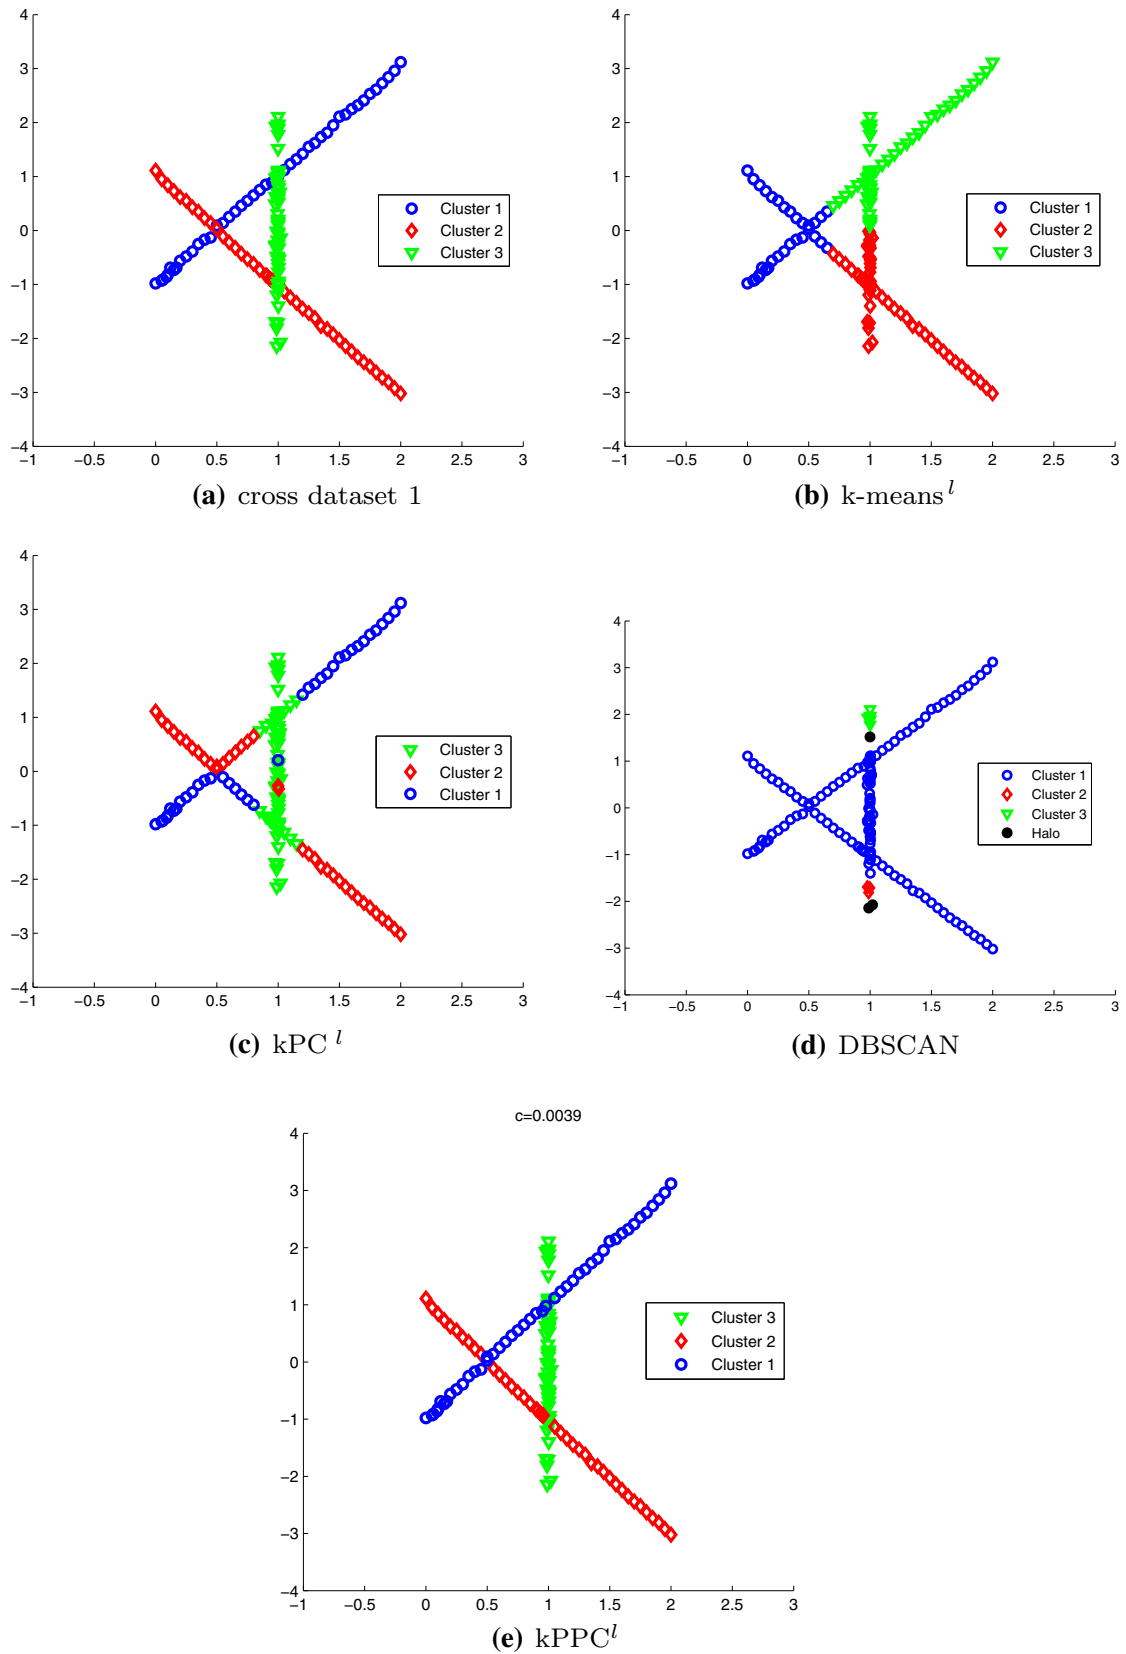 4
3
2
1
0
−1
−2
−3
−4
−1 −0.5 0 0.5 1 1.5 2 2.5 3
Cluster 1
Cluster 2
Cluster 3
(a) cross dataset 1
4
3
2
1
0
−1
−2
−3
−4
−1 −0.5 0 0.5 1 1.5 2 2.5 3
Cluster 1
Cluster 2
Cluster 3
(b) k-means l
4
3
2
1
0
−1
−2
−3
−4
−1 −0.5 0 0.5 1 1.5 2 2.5 3
Cluster 3
Cluster 2
Cluster 1
(c) kPC l
4
3
2
1
0
−1
−2
−3
−4
−1 −0.5 0 0.5 1 1.5 2 2.5 3
Cluster 1
Cluster 2
Cluster 3
Halo
(d) DBSCAN
c=0.0039
4
3
2
1
0
−1
−2
−3
−4
−1 −0.5 0 0.5 1 1.5 2 2.5 3
Cluster 3
Cluster 2
Cluster 1
(e) kPPCl